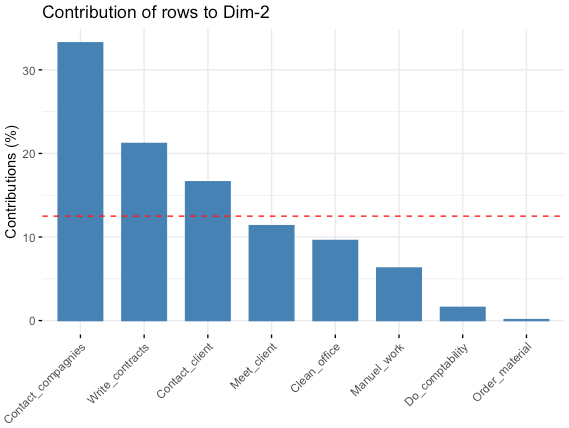 Contribution of rows to Dim-2
Contributions (%)
30
20
10
0
Contact_compagnies
Write_contracts
Contact_client
Meet_client
Clean_office
Manuel_work
Do_comptability
Order_material